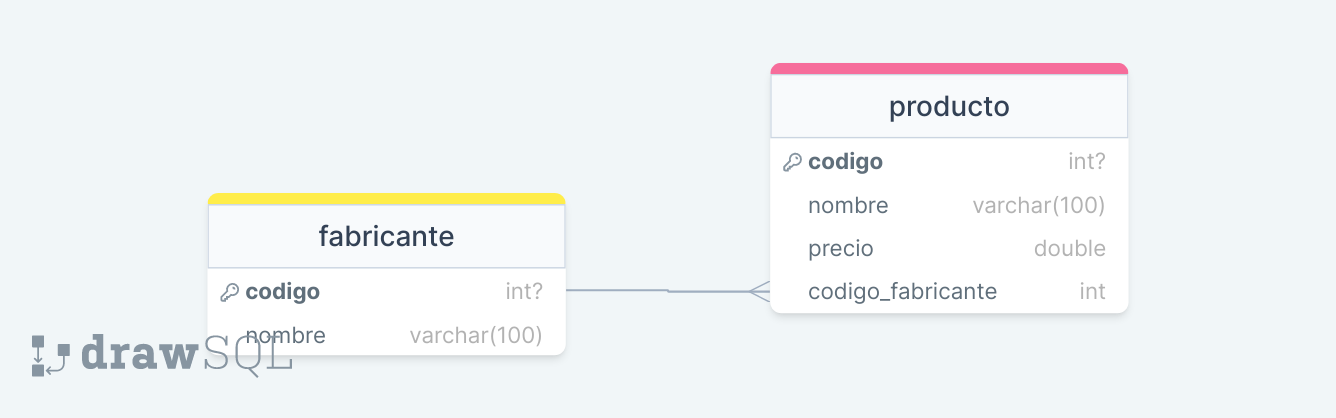 fabricante
codigo int?
nombre varchar(100)
producto
codigo int?
nombre varchar(100)
precio double
codigo_fabricante int
drawSQL